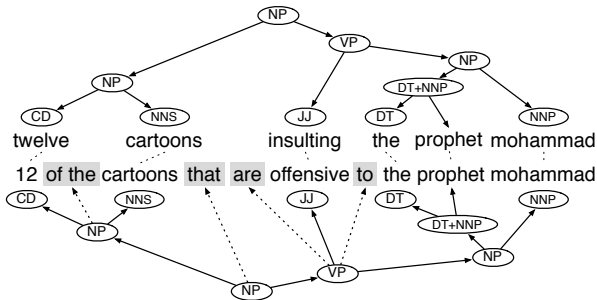 NP
VP
NP
NP
DT+NNP
CD NNS JJ DT NNP
twelve cartoons insulting the prophet mohammad
12 of the cartoons that are offensive to the prophet mohammad
CD NNS JJ DT NNP
NP DT+NNP
NP
VP
NP